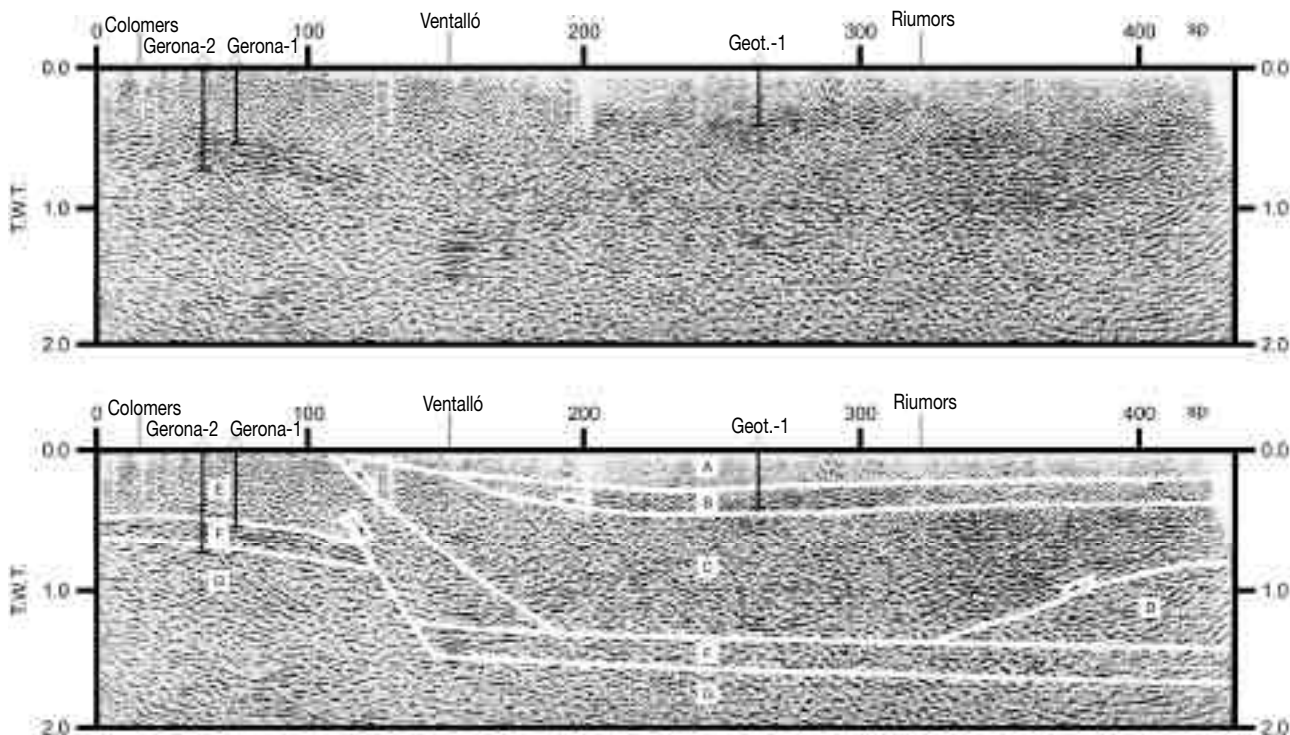 Ventalló Riumors
0 Colomers 100 200 300 400 sp
Gerona-2 Gerona-1 Geot.-1
0.0 0.0
T.W.T.
1.0 1.0
2.0 2.0
Ventalló Riumors
0 Colomers 100 200 300 400 sp
Gerona-2 Gerona-1 Geot.-1
0.0 0.0
A
E
B
F
C
T.W.T.
G
1.0 1.0
D
F
G
2.0 2.0